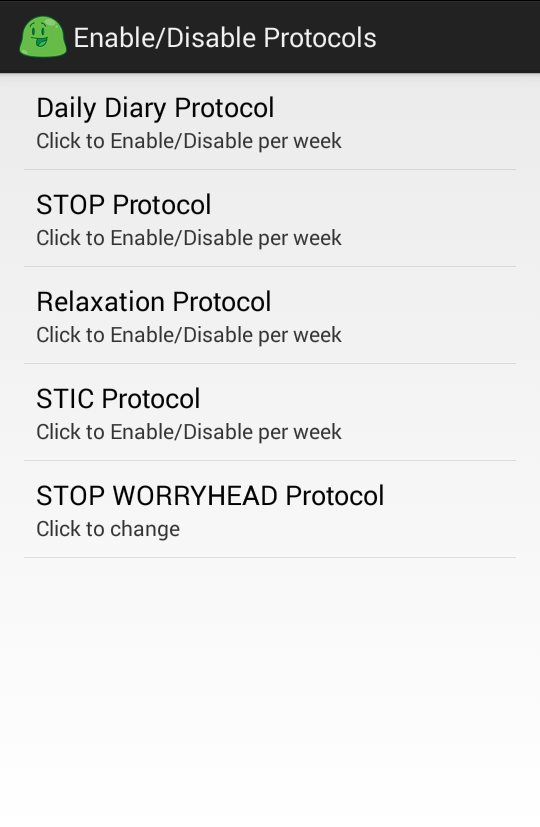 Enable/Disable Protocols
Daily Diary Protocol
Click to Enable/Disable per week
STOP Protocol
Click to Enable/Disable per week
Relaxation Protocol
Click to Enable/Disable per week
STIC Protocol
Click to Enable/Disable per week
STOP WORRYHEAD Protocol
Click to change